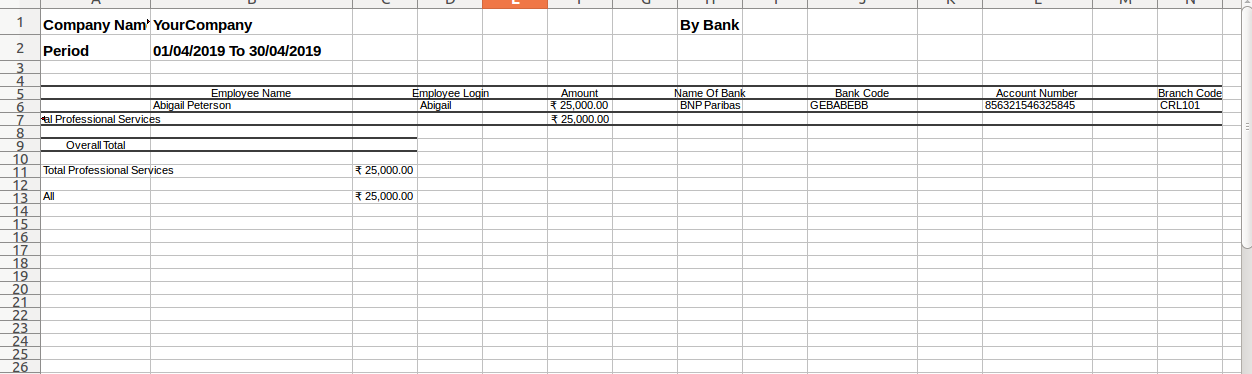 A B C D E F G H I J K L M N
1 Company Nam YourCompany By Bank
2 Period 01/04/2019 To 30/04/2019
3
4
5 Employee Name Employee Login Amount Name Of Bank Bank Code Account Number Branch Code
6 Abigail Peterson Abigail ₹ 25,000.00 BNP Paribas GEBABEBB 856321546325845 CRL101
7 al Professional Services ₹ 25,000.00
8
9 Overall Total
10
11 Total Professional Services ₹ 25,000.00
12
13 All ₹ 25,000.00
14
15
16
17
18
19
20
21
22
23
24
25
26